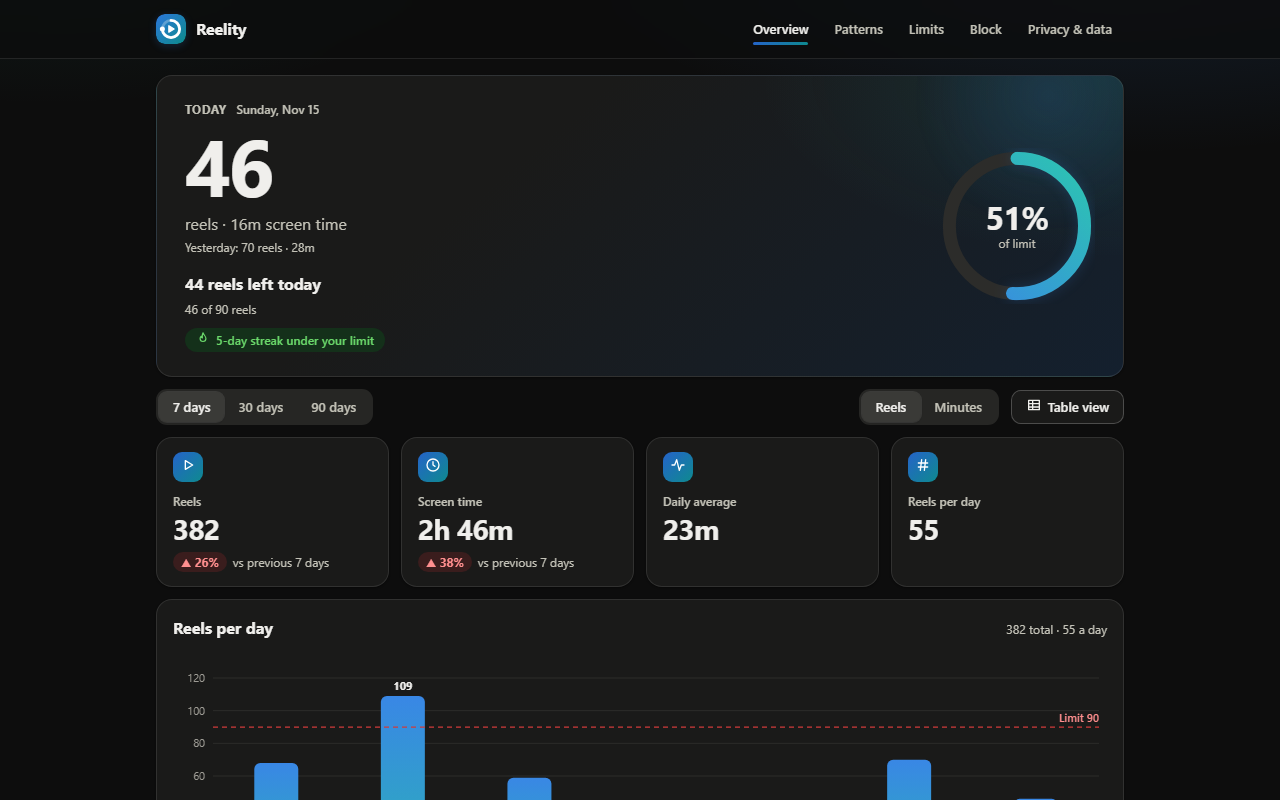 Reelity
Overview Patterns Limits Block Privacy & data
TODAY Sunday, Nov 15
46
reels · 16m screen time
Yesterday: 70 reels · 28m
44 reels left today
46 of 90 reels
5-day streak under your limit
51%
of limit
7 days 30 days 90 days
Reels Minutes Table view
Reels
382
▲ 26% vs previous 7 days
Screen time
2h 46m
▲ 38% vs previous 7 days
Daily average
23m
Reels per day
55
Reels per day
382 total · 55 a day
120
109
100
Limit 90
80
60